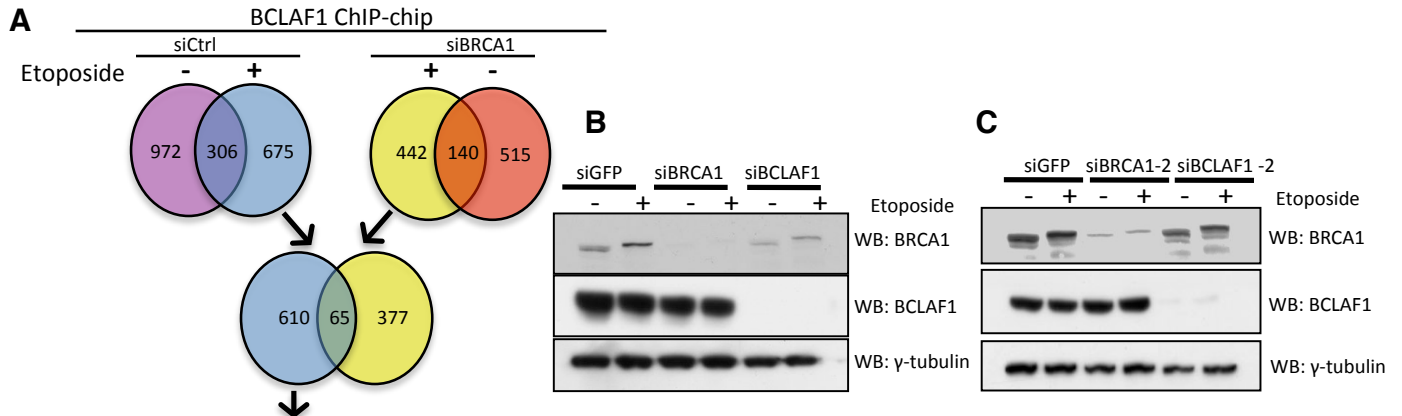 A
BCLAF1 ChIP-chip
siCtrl
siBRCA1
Etoposide - + + -
972 306 675 442 140 515
610 65 377
B
siGFP siBRCA1 siBCLAF1
- + - + - + Etoposide
WB: BRCA1
WB: BCLAF1
WB: γ-tubulin
C
siGFP siBRCA1-2 siBCLAF1 -2
- + - + - + Etoposide
WB: BRCA1
WB: BCLAF1
WB: γ-tubulin